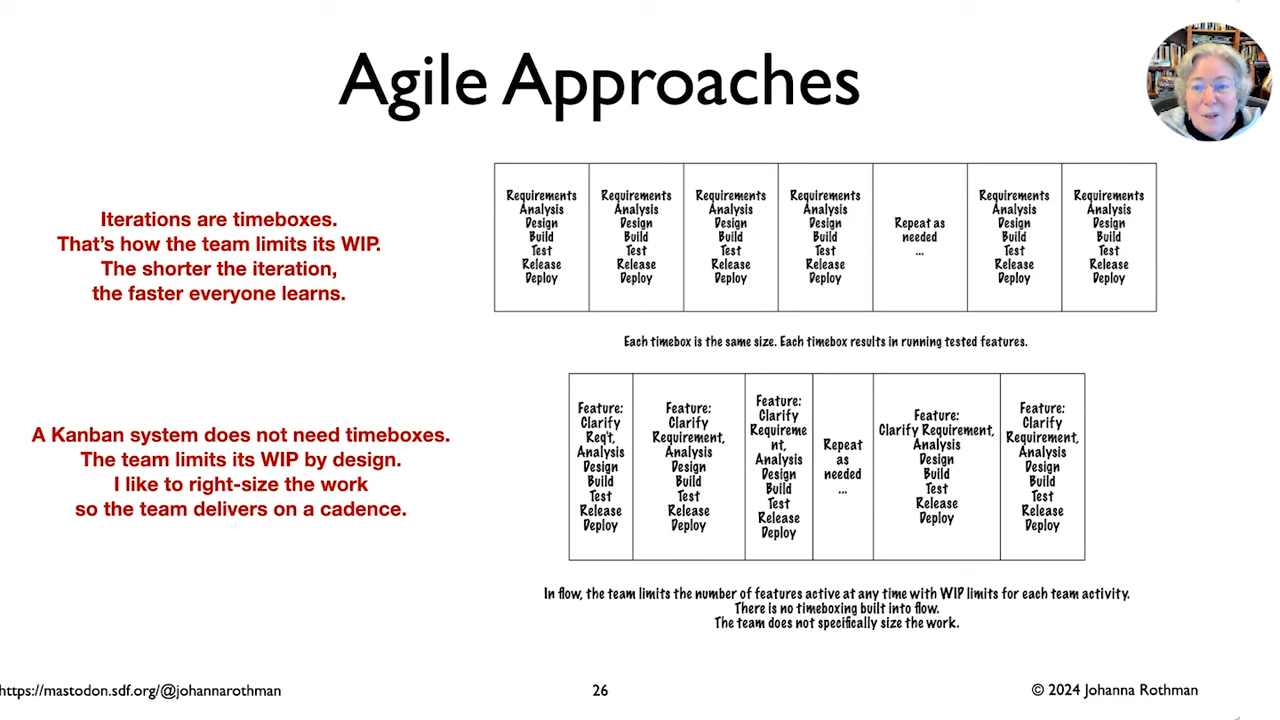 Agile Approaches
Iterations are timeboxes.
That's how the team limits its WIP.
The shorter the iteration,
the faster everyone learns.
Requirements
Analysis
Design
Build
Test
Release
Deploy
Requirements
Analysis
Design
Build
Test
Release
Deploy
Requirements
Analysis
Design
Build
Test
Release
Deploy
Requirements
Analysis
Design
Build
Test
Release
Deploy
Repeat as
needed
...
Requirements
Analysis
Design
Build
Test
Release
Deploy
Requirements
Analysis
Design
Build
Test
Release
Deploy
Each timebox is the same size. Each timebox results in running tested features.
A Kanban system does not need timeboxes.
The team limits its WIP by design.
I like to right-size the work
so the team delivers on a cadence.
Feature:
Clarify
Req't,
Analysis
Design
Build
Test
Release
Deploy
Feature:
Clarify
Requirement,
Analysis
Design
Build
Test
Release
Deploy
Feature:
Clarify
Requireme
nt,
Analysis
Design
Build
Test
Release
Deploy
Repeat
as
needed
...
Feature:
Clarify Requirement,
Analysis
Design
Build
Test
Release
Deploy
Feature:
Clarify
Requirement,
Analysis
Design
Build
Test
Release
Deploy
In flow, the team limits the number of features active at any time with WIP limits for each team activity.
There is no timeboxing built into flow.
The team does not specifically size the work.
https://mastodon.sdf.org/@johannarothman
26
© 2024 Johanna Rothman